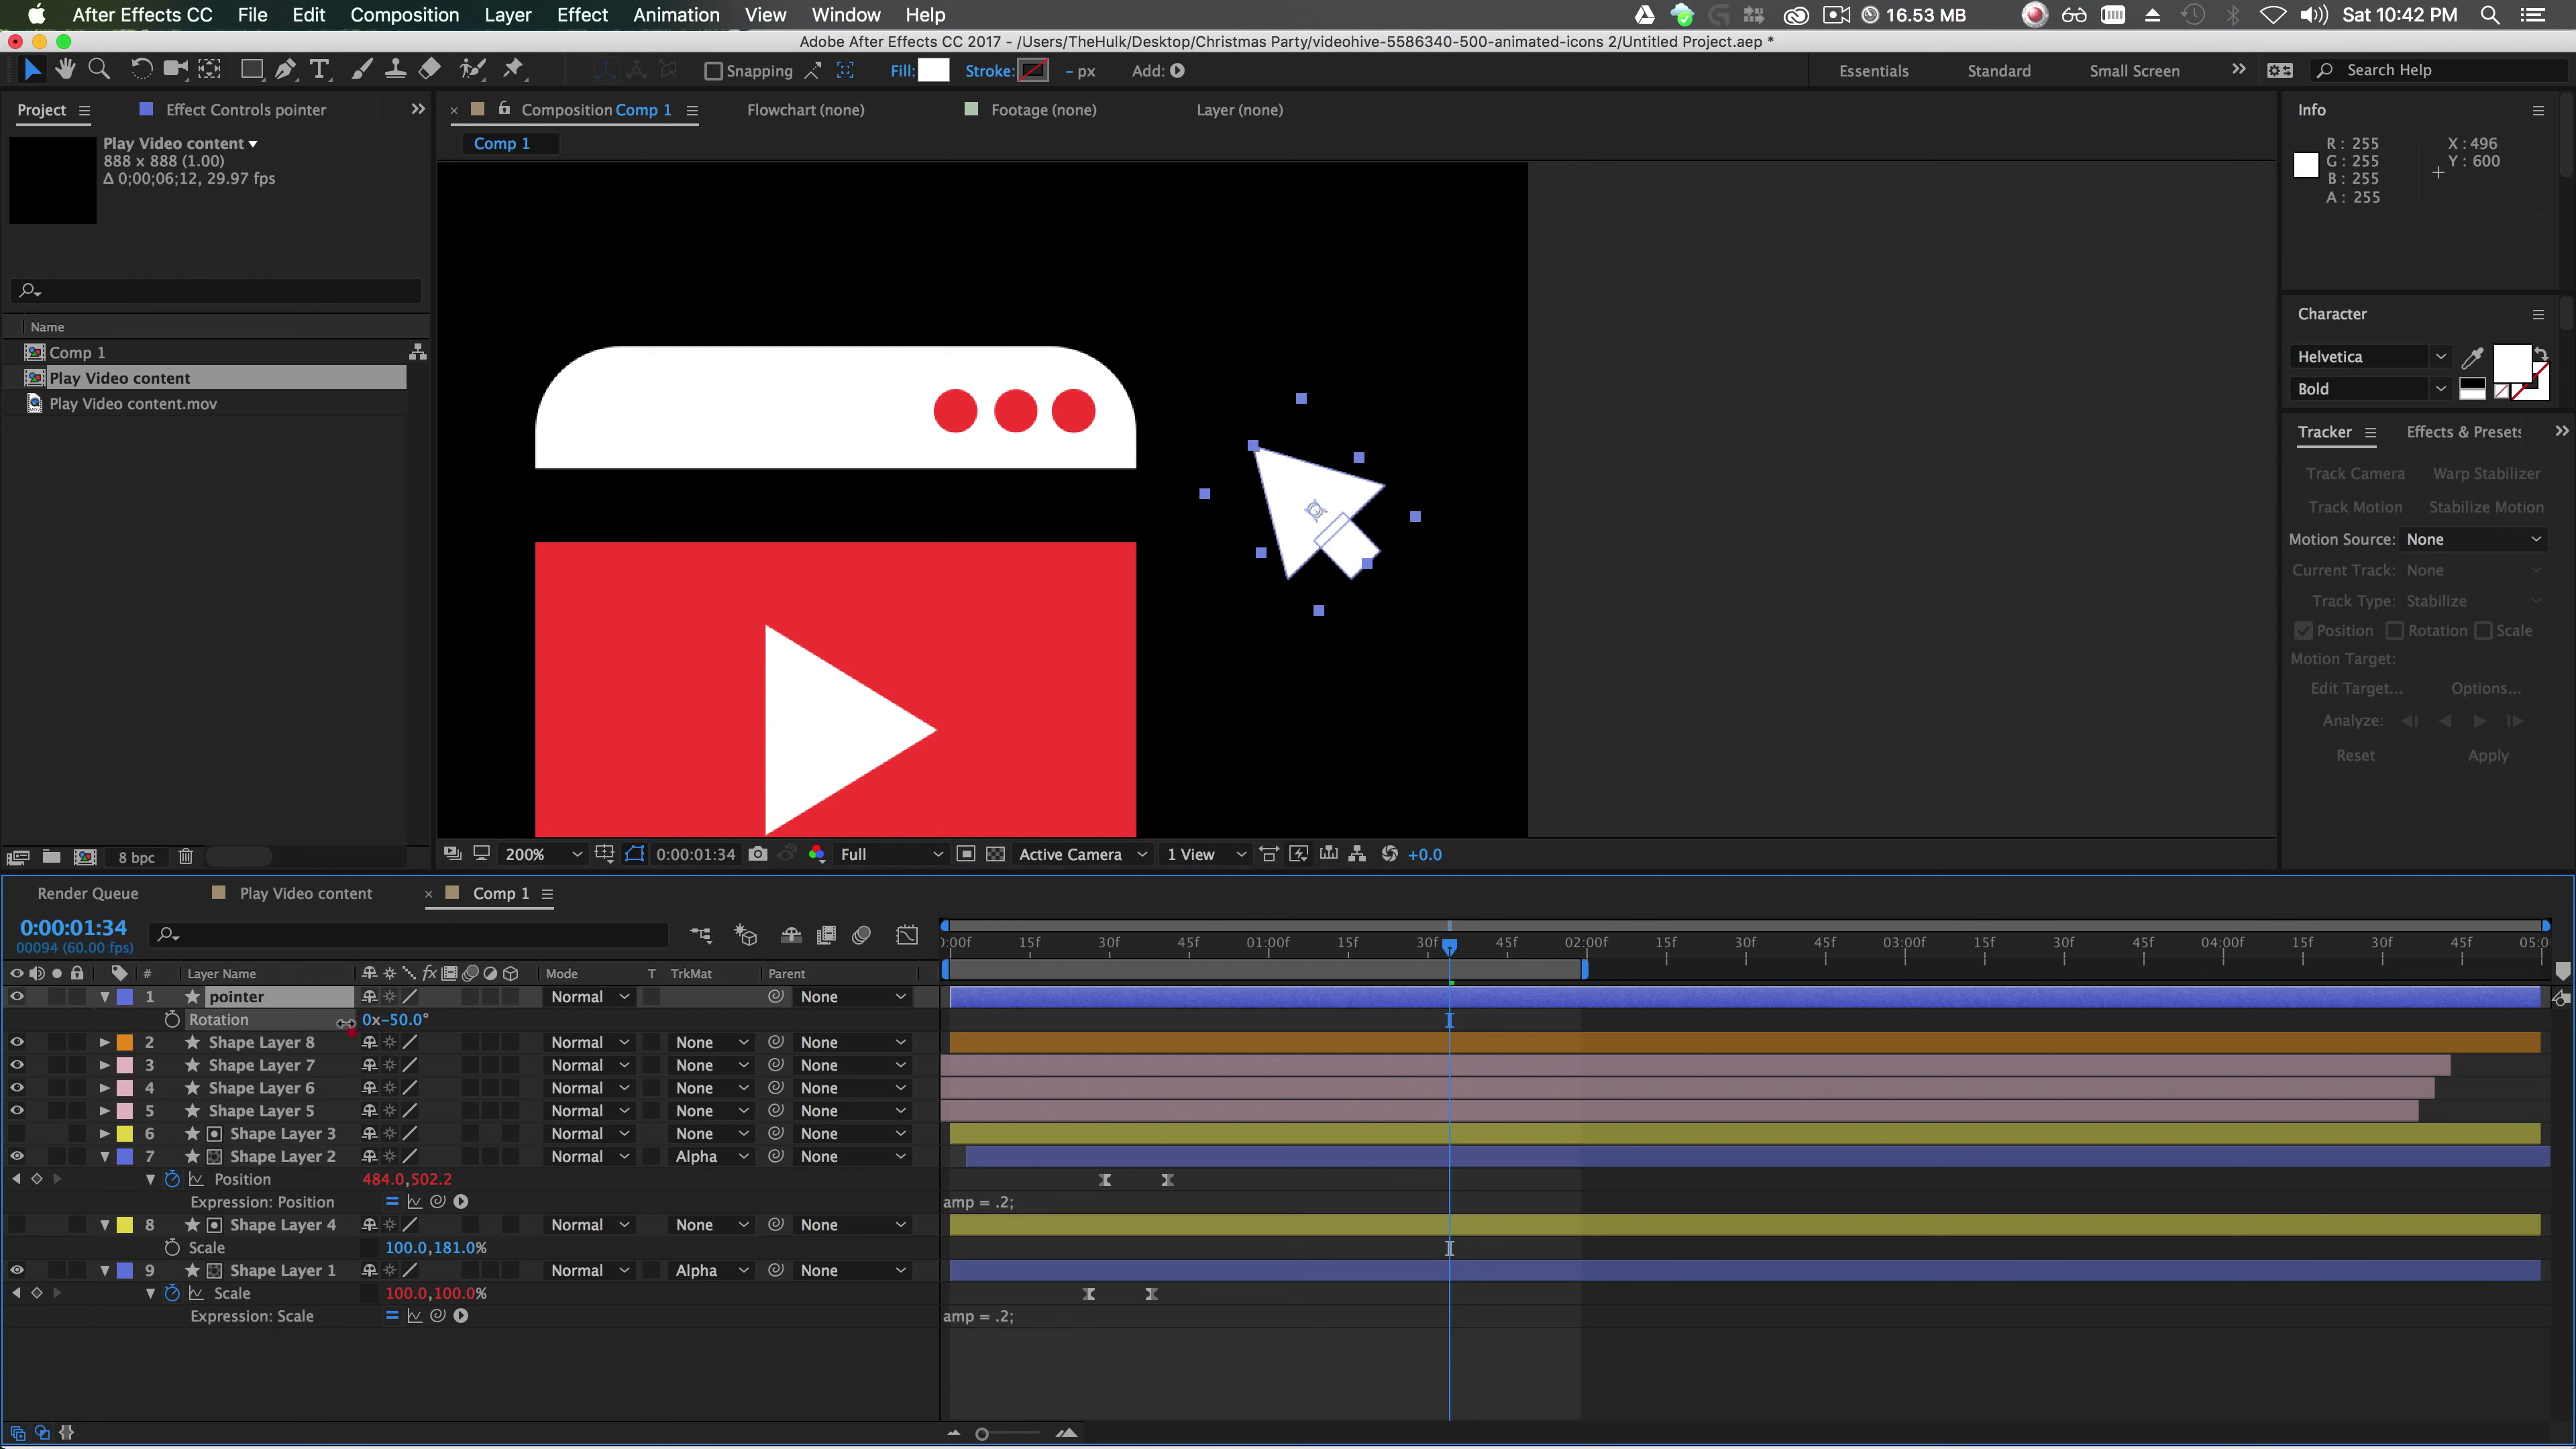 After Effects CC File Edit Composition Layer Effect Animation View Window Help 16.53 MB Sat 10:42 PM
Adobe After Effects CC 2017 - /Users/TheHulk/Desktop/Christmas Party/videohive-5586340-500-animated-icons 2/Untitled Project.aep *
Snapping Fill: Stroke: - px Add: Essentials Standard Small Screen Search Help
Project Effect Controls pointer Composition Comp 1 Flowchart (none) Footage (none) Layer (none) Info
Comp 1
Play Video content
888 x 888 (1.00)
Δ 0;00;06;12, 29.97 fps
R: 255 X: 496
G: 255 Y: 600
B: 255
A: 255
Name
Comp 1
Play Video content
Play Video content.mov
Character
Helvetica
Bold
Tracker Effects & Presets
Track Camera Warp Stabilizer
Track Motion Stabilize Motion
Motion Source: None
Current Track: None
Track Type: Stabilize
Position Rotation Scale
Motion Target:
Edit Target... Options...
Analyze:
Reset Apply
8 bpc 200% 0:00:01:34 Full Active Camera 1 View +0.0
Render Queue Play Video content Comp 1
0:00:01:34
00094 (60.00 fps)
):00f 15f 30f 45f 01:00f 15f 30f 45f 02:00f 15f 30f 45f 03:00f 15f 30f 45f 04:00f 15f 30f 45f 05:0
# Layer Name Mode T TrkMat Parent
1 pointer Normal None
Rotation 0x-50.0°
2 Shape Layer 8 Normal None None
3 Shape Layer 7 Normal None None
4 Shape Layer 6 Normal None None
5 Shape Layer 5 Normal None None
6 Shape Layer 3 Normal None None
7 Shape Layer 2 Normal Alpha None
Position 484.0,502.2
Expression: Position amp = .2;
8 Shape Layer 4 Normal None None
Scale 100.0,181.0%
9 Shape Layer 1 Normal Alpha None
Scale 100.0,100.0%
Expression: Scale amp = .2;